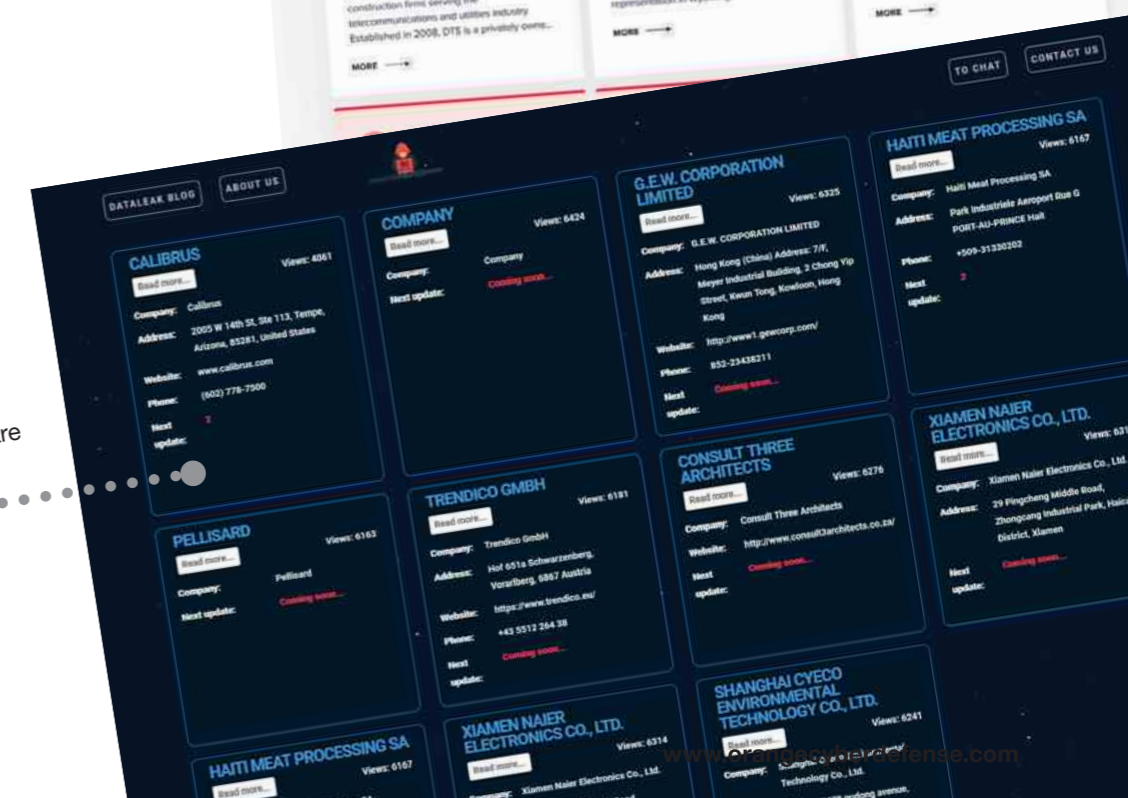 construction firms serving the
telecommunications and utilities industry
Established in 2008, DTS is a privately owne...
MORE
MORE
MORE
TO CHAT
CONTACT US
DATALEAK BLOG
ABOUT US
CALIBRUS
Read more...
Views: 4061
Company: Calibrus
Address: 2005 W 14th St, Ste 113, Tempe,
Arizona, 85281, United States
Website: www.calibrus.com
Phone: (602) 778-7500
Next
update:
COMPANY
Read more...
Views: 6424
Company: Company
Next update: Coming soon...
G.E.W. CORPORATION
LIMITED
Read more...
Views: 6325
Company: G.E.W. CORPORATION LIMITED
Address: Hong Kong (China) Address: 7/F,
Meyer Industrial Building, 2 Chong Yip
Street, Kwun Tong, Kowloon, Hong
Kong
Website: http://www1.gewcorp.com/
Phone: 852-23438211
Next
update: Coming soon...
HAITI MEAT PROCESSING SA
Read more...
Views: 6167
Company: Haiti Meat Processing SA
Address: Park Industriele Aeroport Rue G
PORT-AU-PRINCE Hait
Phone: +509-31330202
Next
update:
re
PELLISARD
Read more...
Views: 6163
Company: Pellisard
Next update: Coming soon...
TRENDICO GMBH
Read more...
Views: 6181
Company: Trendico GmbH
Address: Hof 651a Schwarzenberg,
Vorarlberg, 6867 Austria
Website: https://www.trendico.eu/
Phone: +43 5512 264 38
Next
update: Coming soon...
CONSULT THREE
ARCHITECTS
Read more...
Views: 6276
Company: Consult Three Architects
Website: http://www.consult3architects.co.za/
Next
update: Coming soon...
XIAMEN NAIER
ELECTRONICS CO., LTD.
Read more...
Views: 631
Company: Xiamen Naier Electronics Co., Ltd.
Address: 29 Pingcheng Middle Road,
Zhongcang Industrial Park, Haica
District, Xiamen
Next
update: Coming soon...
HAITI MEAT PROCESSING SA
Read more...
Views: 6167
XIAMEN NAIER
ELECTRONICS CO., LTD.
Read more...
Views: 6314
Company: Xiamen Naier Electronics Co., Ltd.
SHANGHAI CYECO
ENVIRONMENTAL
TECHNOLOGY CO., LTD.
Read more...
Views: 6241
Company:
Technology Co., Ltd.
avenue,
www.orangecyberdefense.com